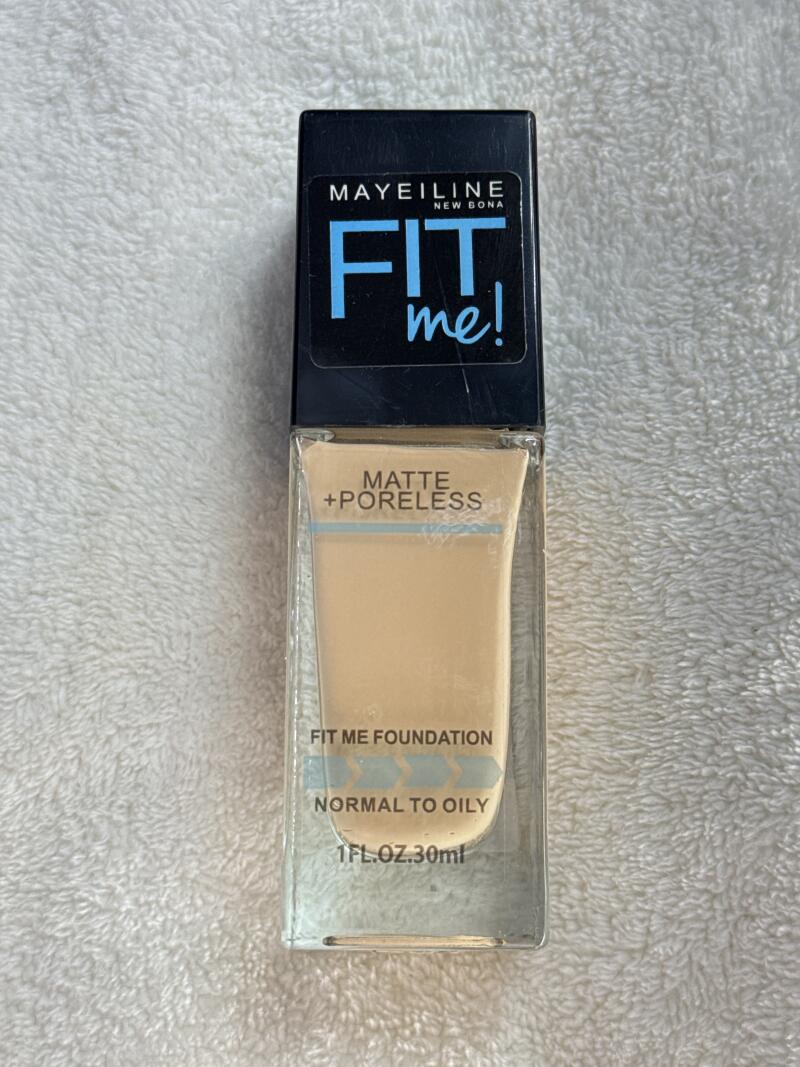 MAYEILINE
NEW BONA
FIT
me!
MATTE
+PORELESS
FIT ME FOUNDATION
NORMAL TO OILY
1FL.OZ.30ml